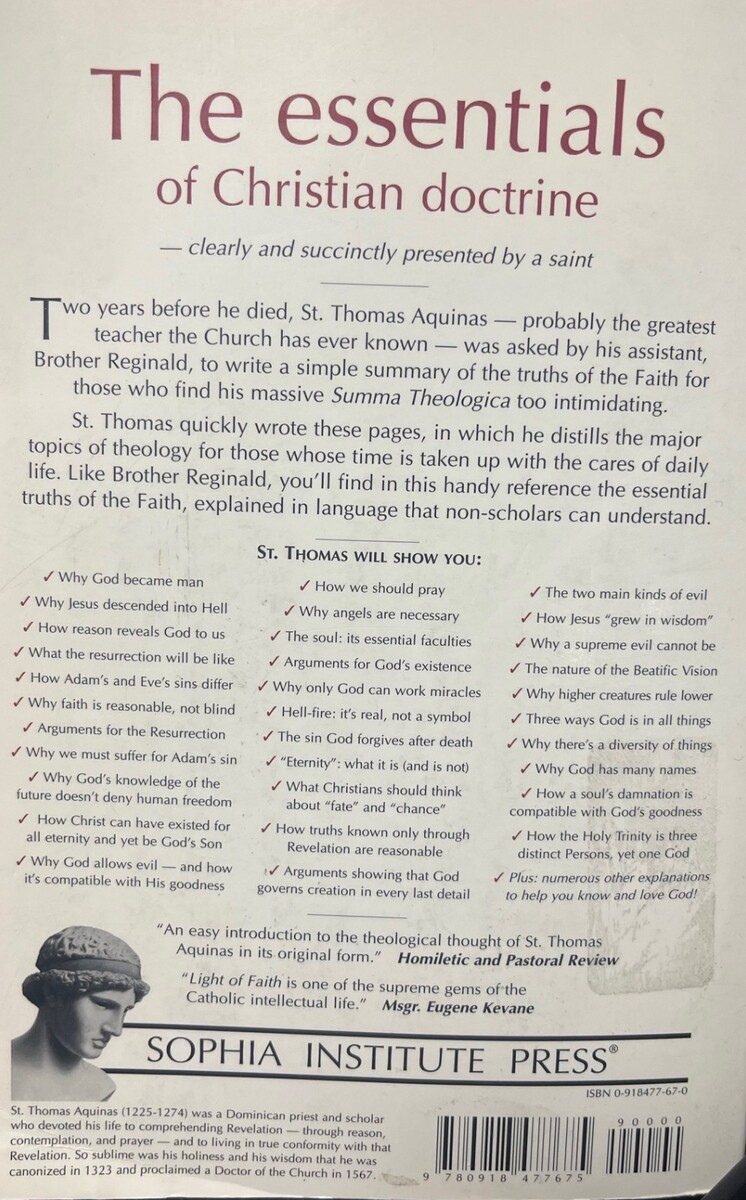 The essentials
of Christian doctrine
— clearly and succinctly presented by a saint
Two years before he died, St. Thomas Aquinas — probably the greatest
teacher the Church has ever known — was asked by his assistant,
Brother Reginald, to write a simple summary of the truths of the Faith for
those who find his massive Summa Theologica too intimidating.
St. Thomas quickly wrote these pages, in which he distills the major
topics of theology for those whose time is taken up with the cares of daily
life. Like Brother Reginald, you'll find in this handy reference the essential
truths of the Faith, explained in language that non-scholars can understand.
ST. THOMAS WILL SHOW YOU:
✓ Why God became man
✓ Why Jesus descended into Hell
✓ How reason reveals God to us
✓ What the resurrection will be like
✓ How Adam's and Eve's sins differ
✓ Why faith is reasonable, not blind
✓ Arguments for the Resurrection
✓ Why we must suffer for Adam's sin
✓ Why God's knowledge of the
future doesn't deny human freedom
✓ How Christ can have existed for
all eternity and yet be God's Son
✓ Why God allows evil — and how
it's compatible with His goodness
✓ How we should pray
✓ Why angels are necessary
✓ The soul: its essential faculties
✓ Arguments for God's existence
✓ Why only God can work miracles
✓ Hell-fire: it's real, not a symbol
✓ The sin God forgives after death
✓ "Eternity": what it is (and is not)
✓ What Christians should think
about "fate" and "chance"
✓ How truths known only through
Revelation are reasonable
✓ Arguments showing that God
governs creation in every last detail
✓ The two main kinds of evil
✓ How Jesus "grew in wisdom"
✓ Why a supreme evil cannot be
✓ The nature of the Beatific Vision
✓ Why higher creatures rule lower
✓ Three ways God is in all things
✓ Why there's a diversity of things
✓ Why God has many names
✓ How a soul's damnation is
compatible with God's goodness
✓ How the Holy Trinity is three
distinct Persons, yet one God
✓ Plus: numerous other explanations
to help you know and love God!
"An easy introduction to the theological thought of St. Thomas
Aquinas in its original form." Homiletic and Pastoral Review
"Light of Faith is one of the supreme gems of the
Catholic intellectual life." Msgr. Eugene Kevane
SOPHIA INSTITUTE PRESS®
ISBN 0-918477-67-0
St. Thomas Aquinas (1225-1274) was a Dominican priest and scholar
who devoted his life to comprehending Revelation — through reason,
contemplation, and prayer — and to living in true conformity with that
Revelation. So sublime was his holiness and his wisdom that he was
canonized in 1323 and proclaimed a Doctor of the Church in 1567.
90000
9 780918 477675